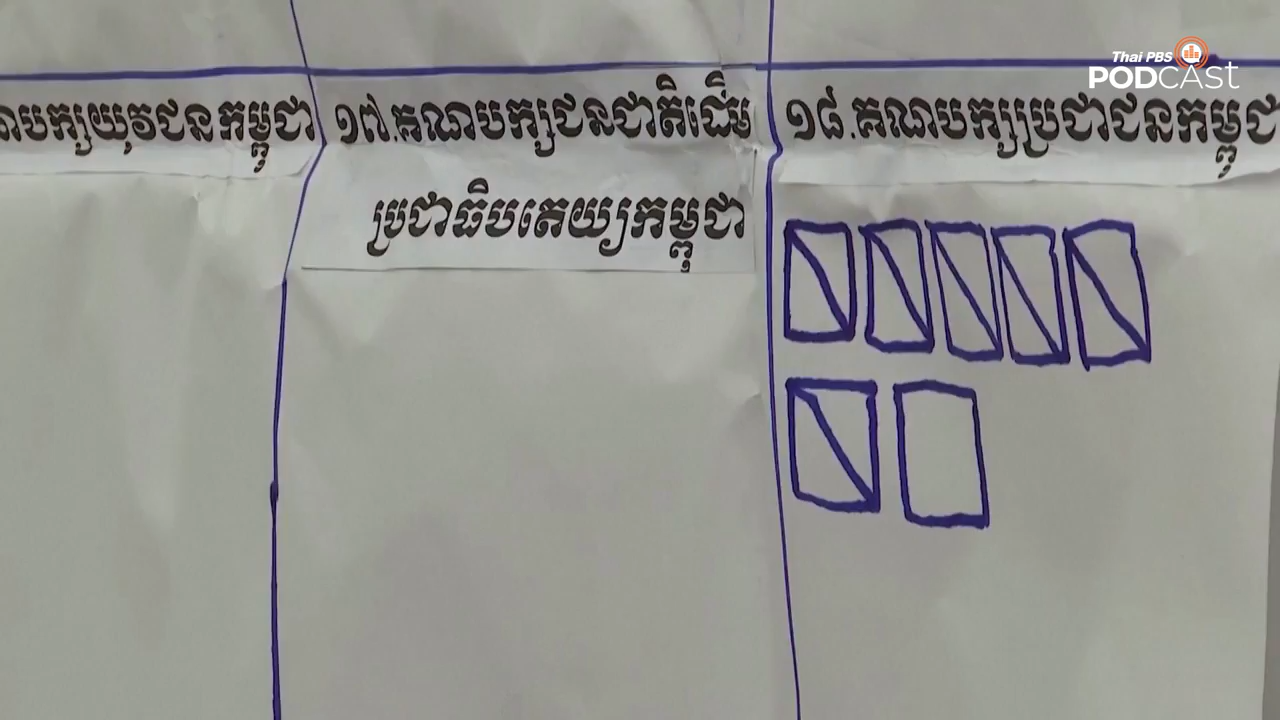 Thai PBS
PODCAST
ណបក្សយុវជនកម្ពុជា
១៧.គណបក្សជនជាតិដើម
ប្រជាធិបតេយ្យកម្ពុជា
១៨.គណបក្សប្រជាជនកម្ពុជា